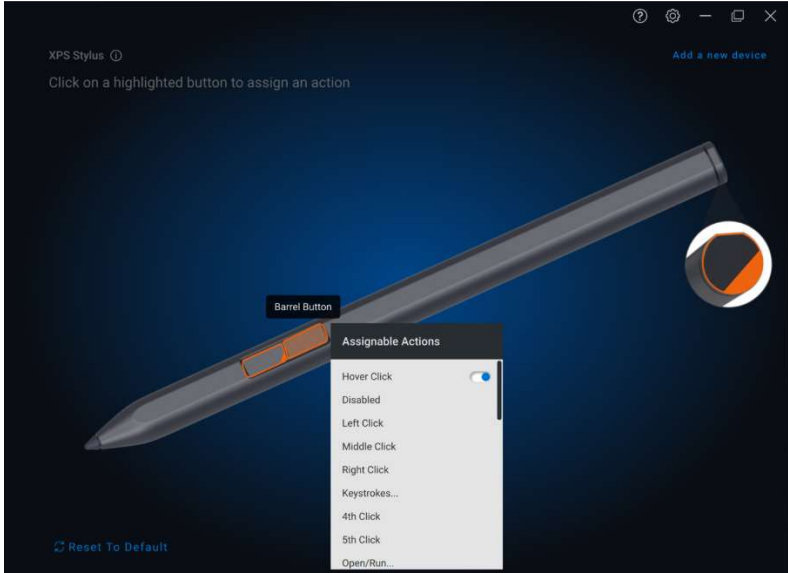 XPS Stylus
Add a new device
Click on a highlighted button to assign an action
Barrel Button
Assignable Actions
Hover Click
Disabled
Left Click
Middle Click
Right Click
Keystrokes...
4th Click
5th Click
Open/Run...
Reset To Default